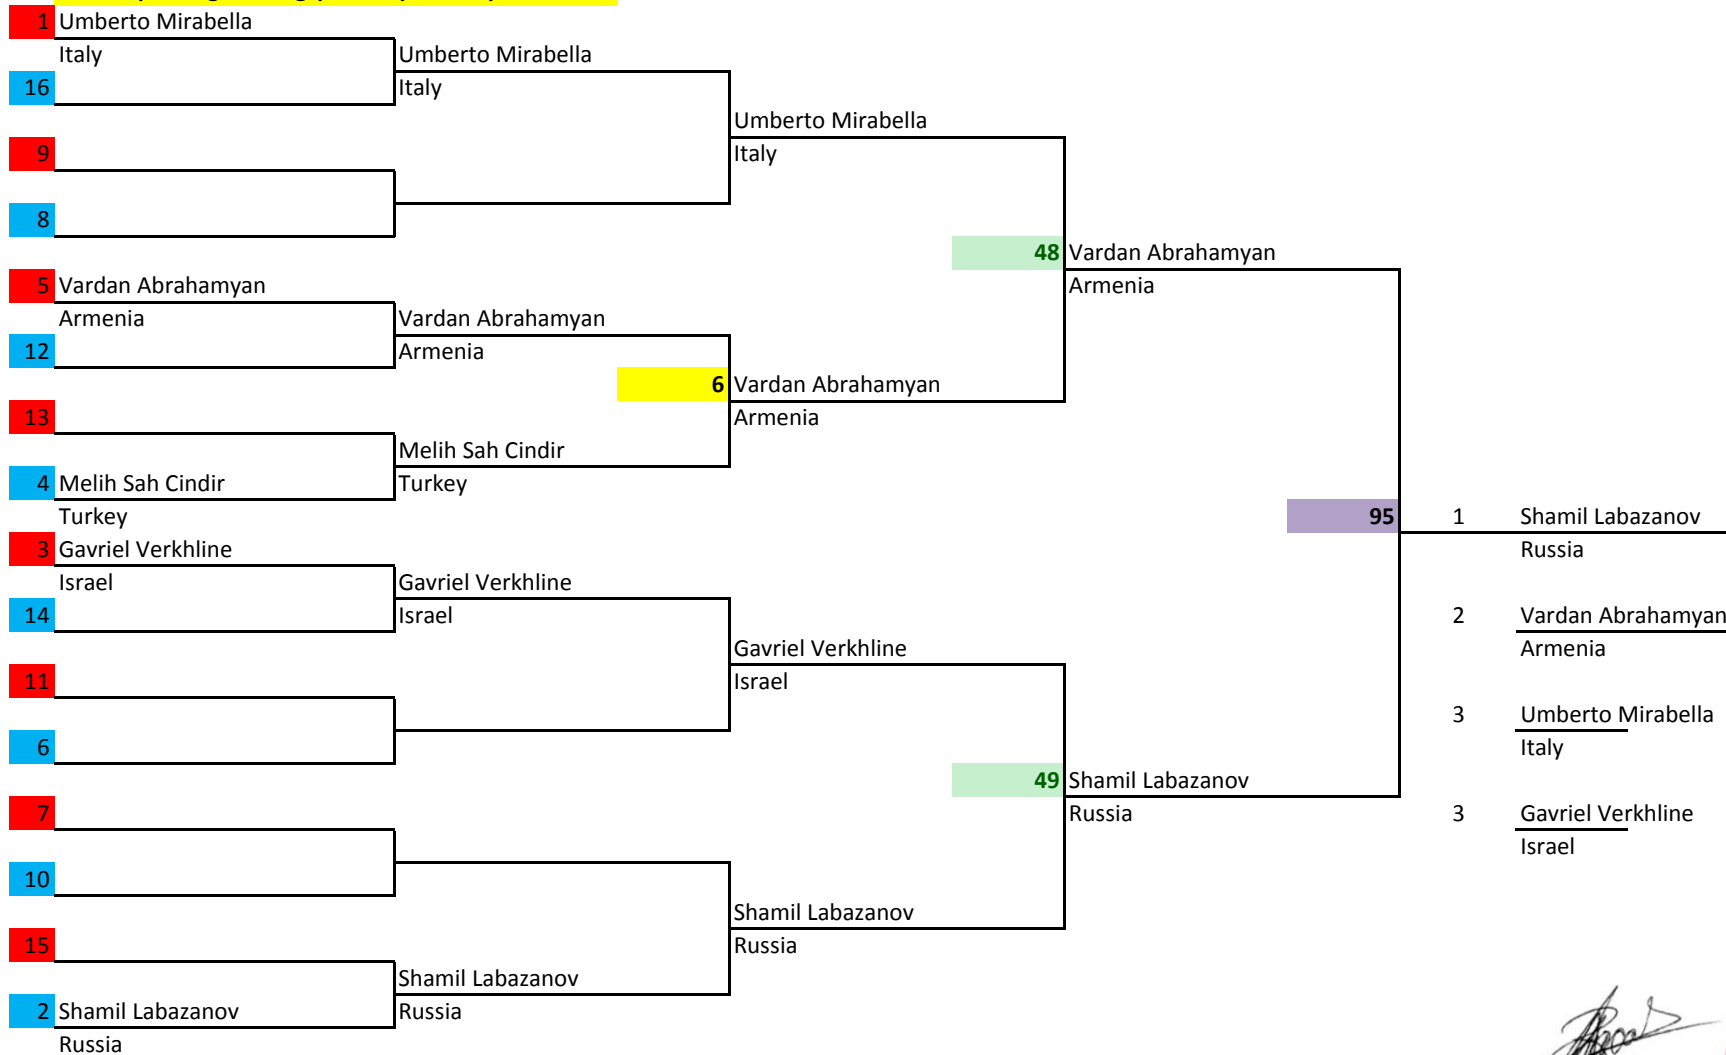 1 Umberto Mirabella
Italy
Umberto Mirabella
16
Italy
Umberto Mirabella
9
Italy
8
48 Vardan Abrahamyan
5 Vardan Abrahamyan
Armenia
Armenia
Vardan Abrahamyan
12
Armenia
6 Vardan Abrahamyan
13
Armenia
Melih Sah Cindir
4 Melih Sah Cindir
Turkey
Turkey
95 1 Shamil Labazanov
3 Gavriel Verkhline
Russia
Israel
Gavriel Verkhline
14
Israel
2 Vardan Abrahamyan
Gavriel Verkhline
Armenia
11
Israel
3 Umberto Mirabella
6
Italy
49 Shamil Labazanov
7
Russia
3 Gavriel Verkhline
Israel
10
Shamil Labazanov
15
Russia
Shamil Labazanov
2 Shamil Labazanov
Russia
Russia